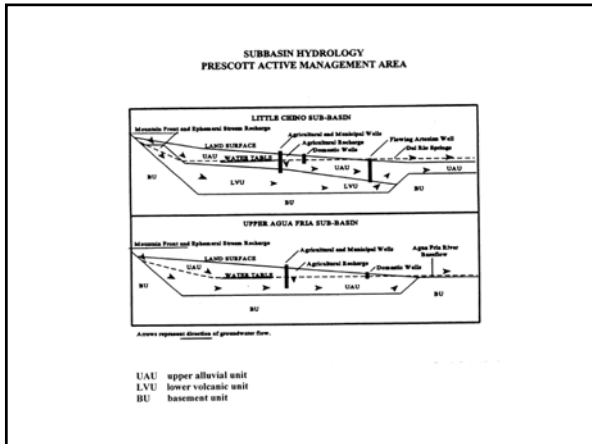 SUBBASIN HYDROLOGY
PRESCOTT ACTIVE MANAGEMENT AREA
LITTLE CHINO SUB-BASIN
Mountain Front and Ephemeral Stream Recharge
Agricultural and Municipal Wells
Flowing Artesian Well
Agricultural Recharge
Del Rio Springs
Domestic Wells
LAND SURFACE
UAU
WATER TABLE
UAU
UAU
BU
LVU
LVU
BU
BU
UPPER AGUA FRIA SUB-BASIN
Mountain Front and Ephemeral Stream Recharge
Agricultural and Municipal Wells
Agua Fria River
Baseflow
LAND SURFACE
Agricultural Recharge
Domestic Wells
UAU
WATER TABLE
BU
UAU
BU
BU
Arrows represent direction of groundwater flow.
UAU upper alluvial unit
LVU lower volcanic unit
BU basement unit